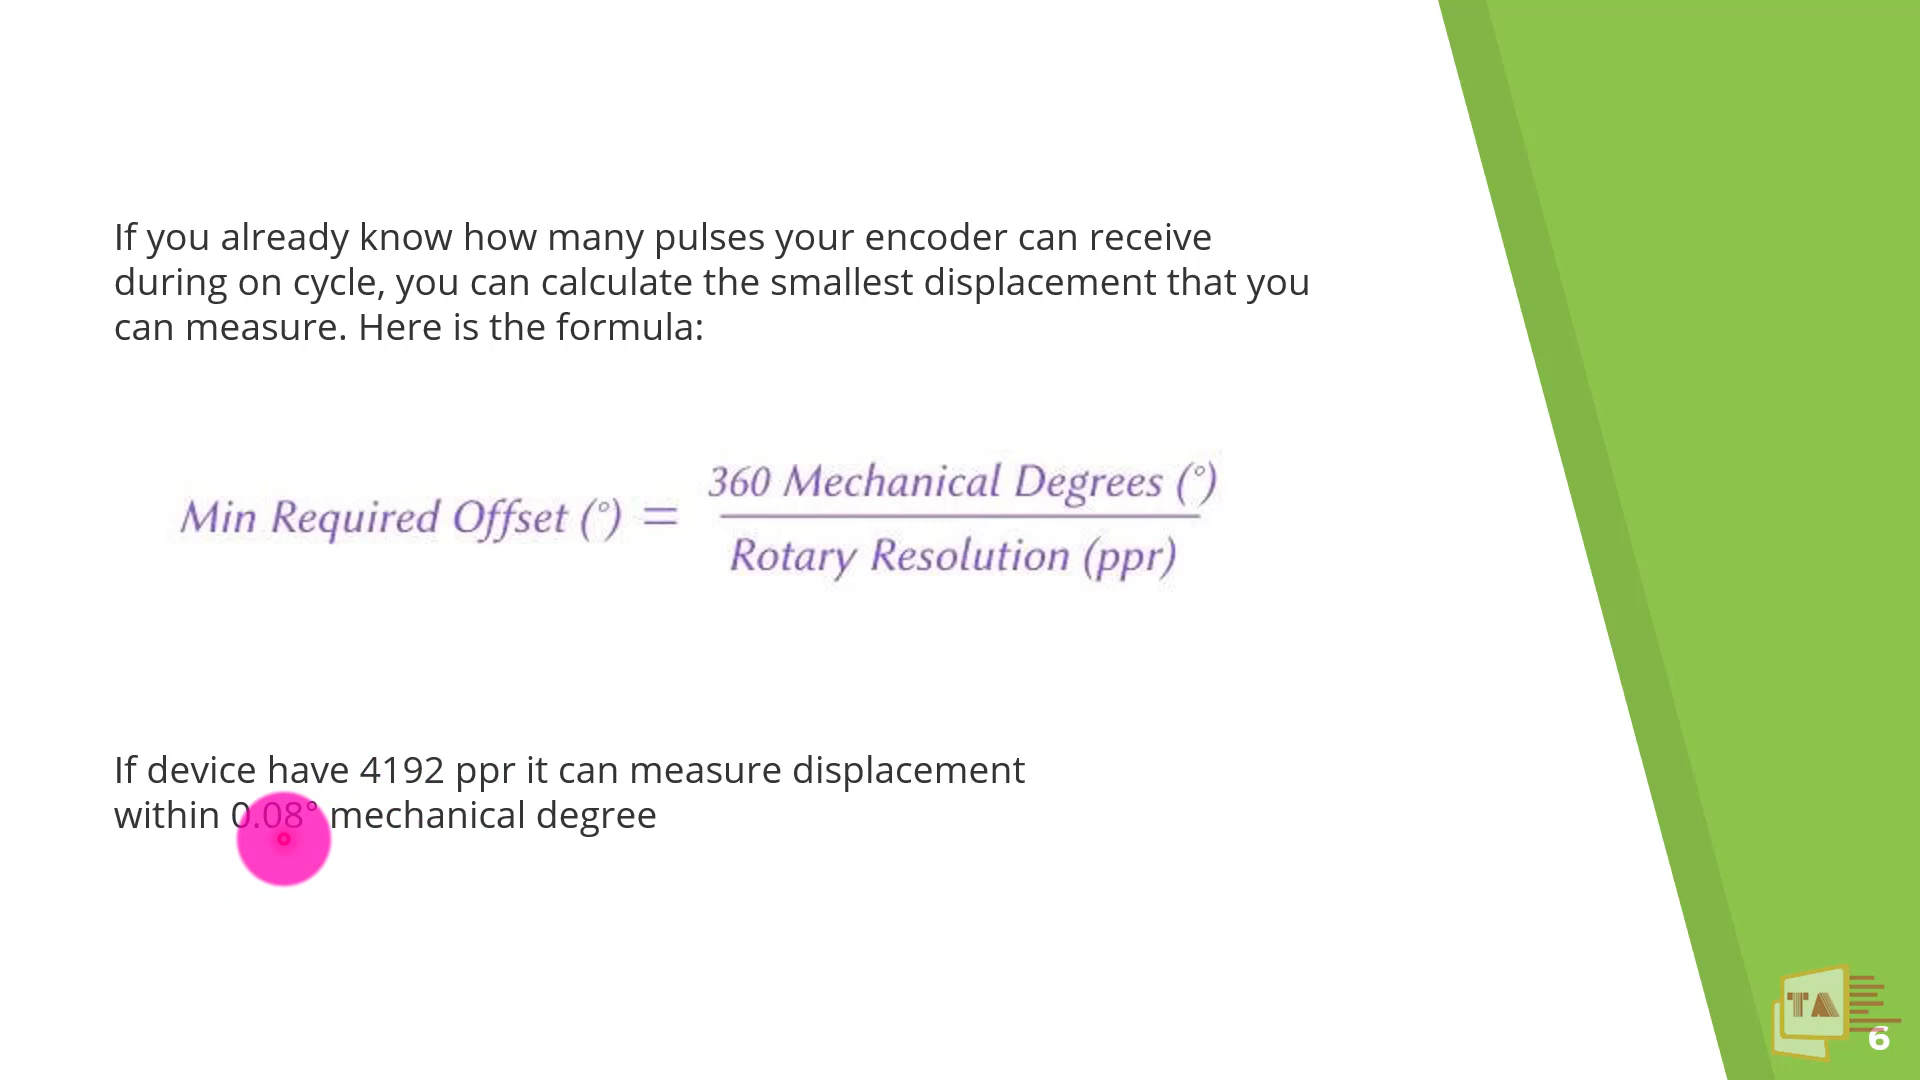 If you already know how many pulses your encoder can receive
during on cycle, you can calculate the smallest displacement that you
can measure. Here is the formula:
Min Required Offset (°) = 360 Mechanical Degrees (°)
Rotary Resolution (ppr)
If device have 4192 ppr it can measure displacement
within 0.08° mechanical degree
TA
6